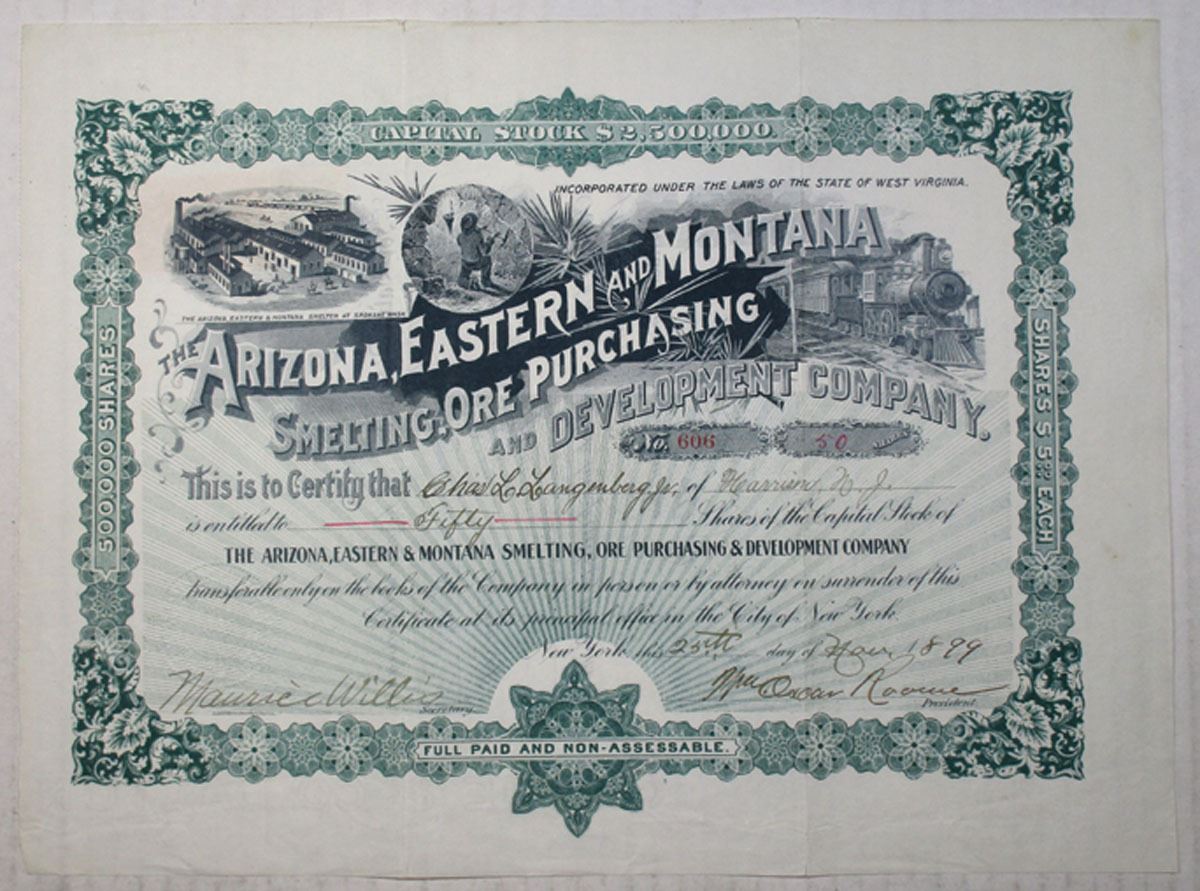 CAPITAL STOCK $2,500,000.
INCORPORATED UNDER THE LAWS OF THE STATE OF WEST VIRGINIA.
THE ARIZONA, EASTERN & MONTANA SMELTER AT SPOKANE WASH
THE ARIZONA, EASTERN AND MONTANA
SMELTING, ORE PURCHASING
AND DEVELOPMENT COMPANY.
No. 606 50 SHARES
500,000 SHARES
SHARES $5.00 EACH
This is to Certify that Chas L. Langenberg, Jr. of Harrison, N.J.
is entitled to Fifty Shares of the Capital Stock of
THE ARIZONA, EASTERN & MONTANA SMELTING, ORE PURCHASING & DEVELOPMENT COMPANY
transferable only on the books of the Company in person or by attorney on surrender of this
Certificate at its principal office in the City of New York.
New York this 25th day of 1899
Maurice Willis Wm Oscar Roome
Secretary. President.
FULL PAID AND NON-ASSESSABLE.